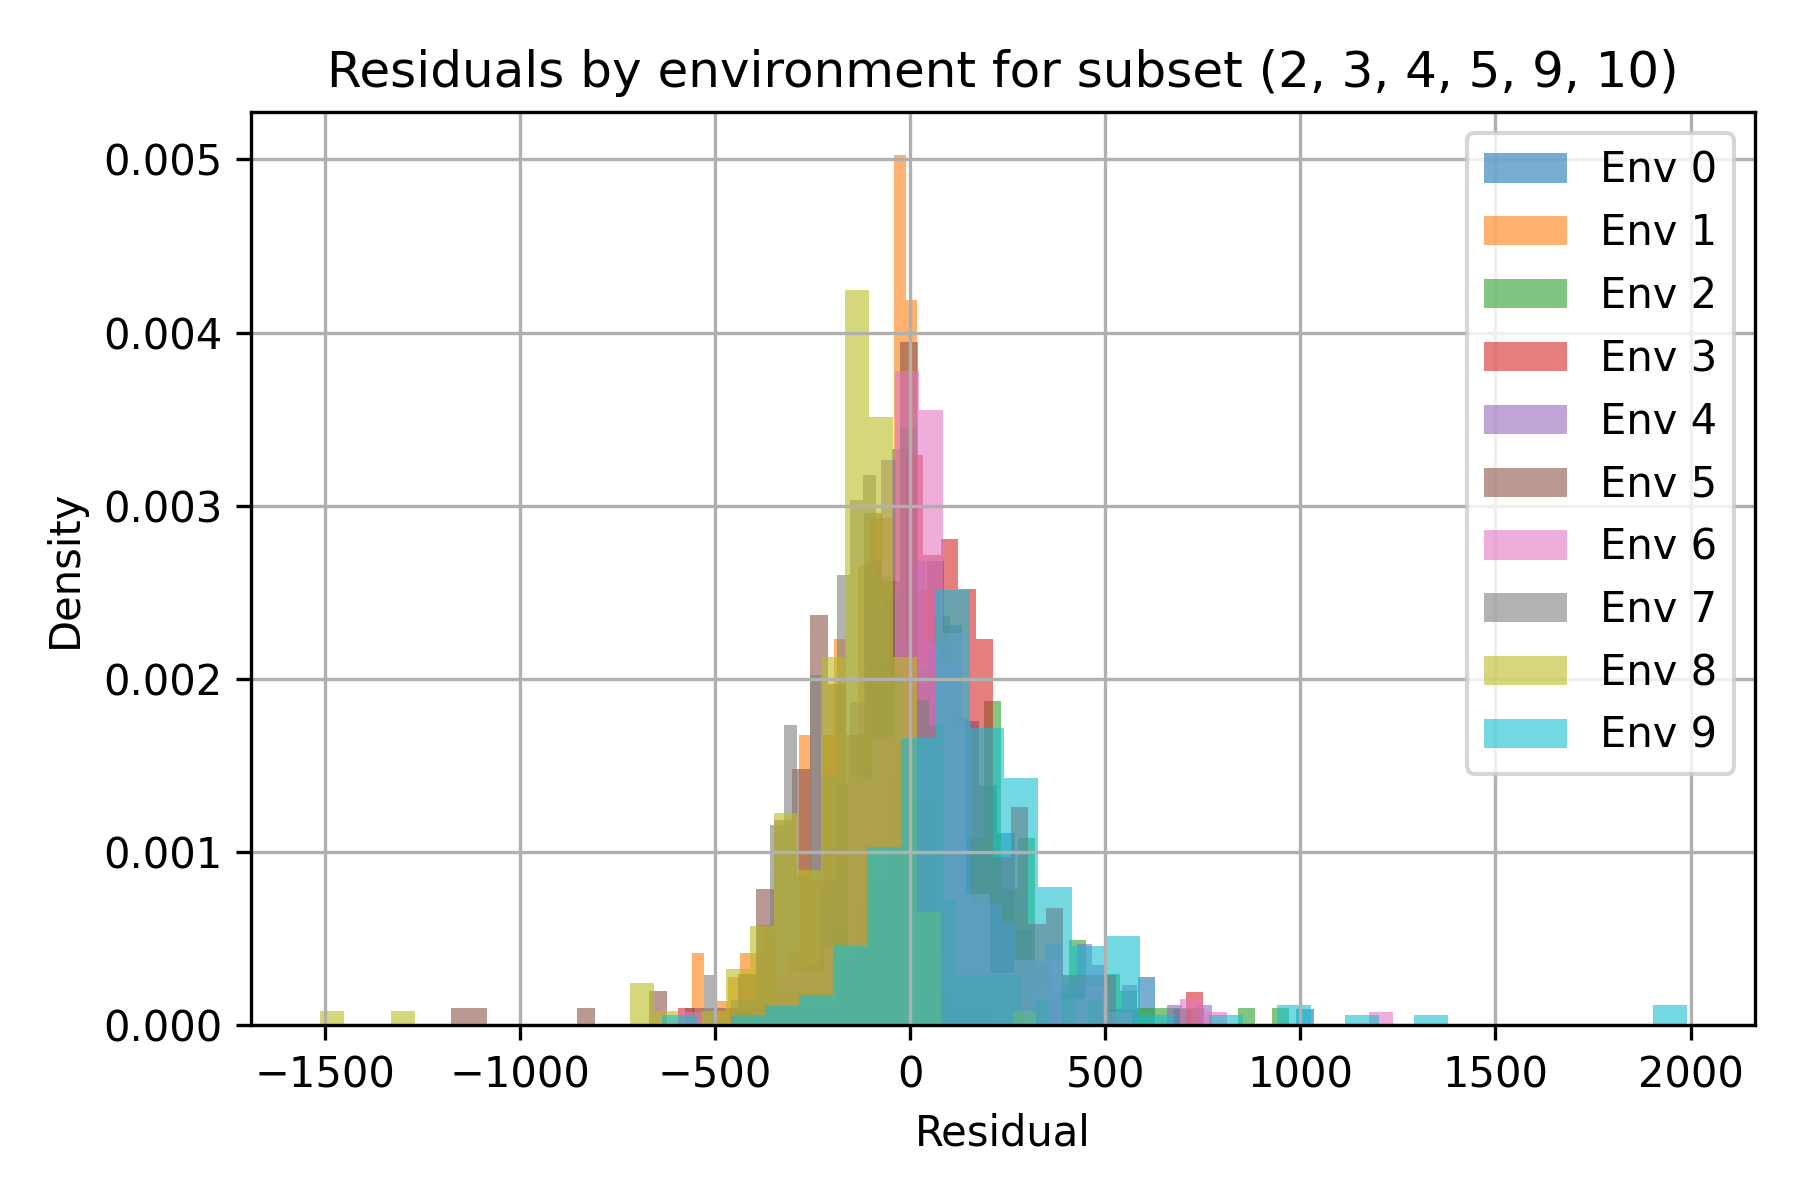 Residuals by environment for subset (2, 3, 4, 5, 9, 10)
0.005
0.004
0.003
0.002
0.001
0.000
Density
−1500
−1000
−500
0
500
1000
1500
2000
Residual
Env 0
Env 1
Env 2
Env 3
Env 4
Env 5
Env 6
Env 7
Env 8
Env 9